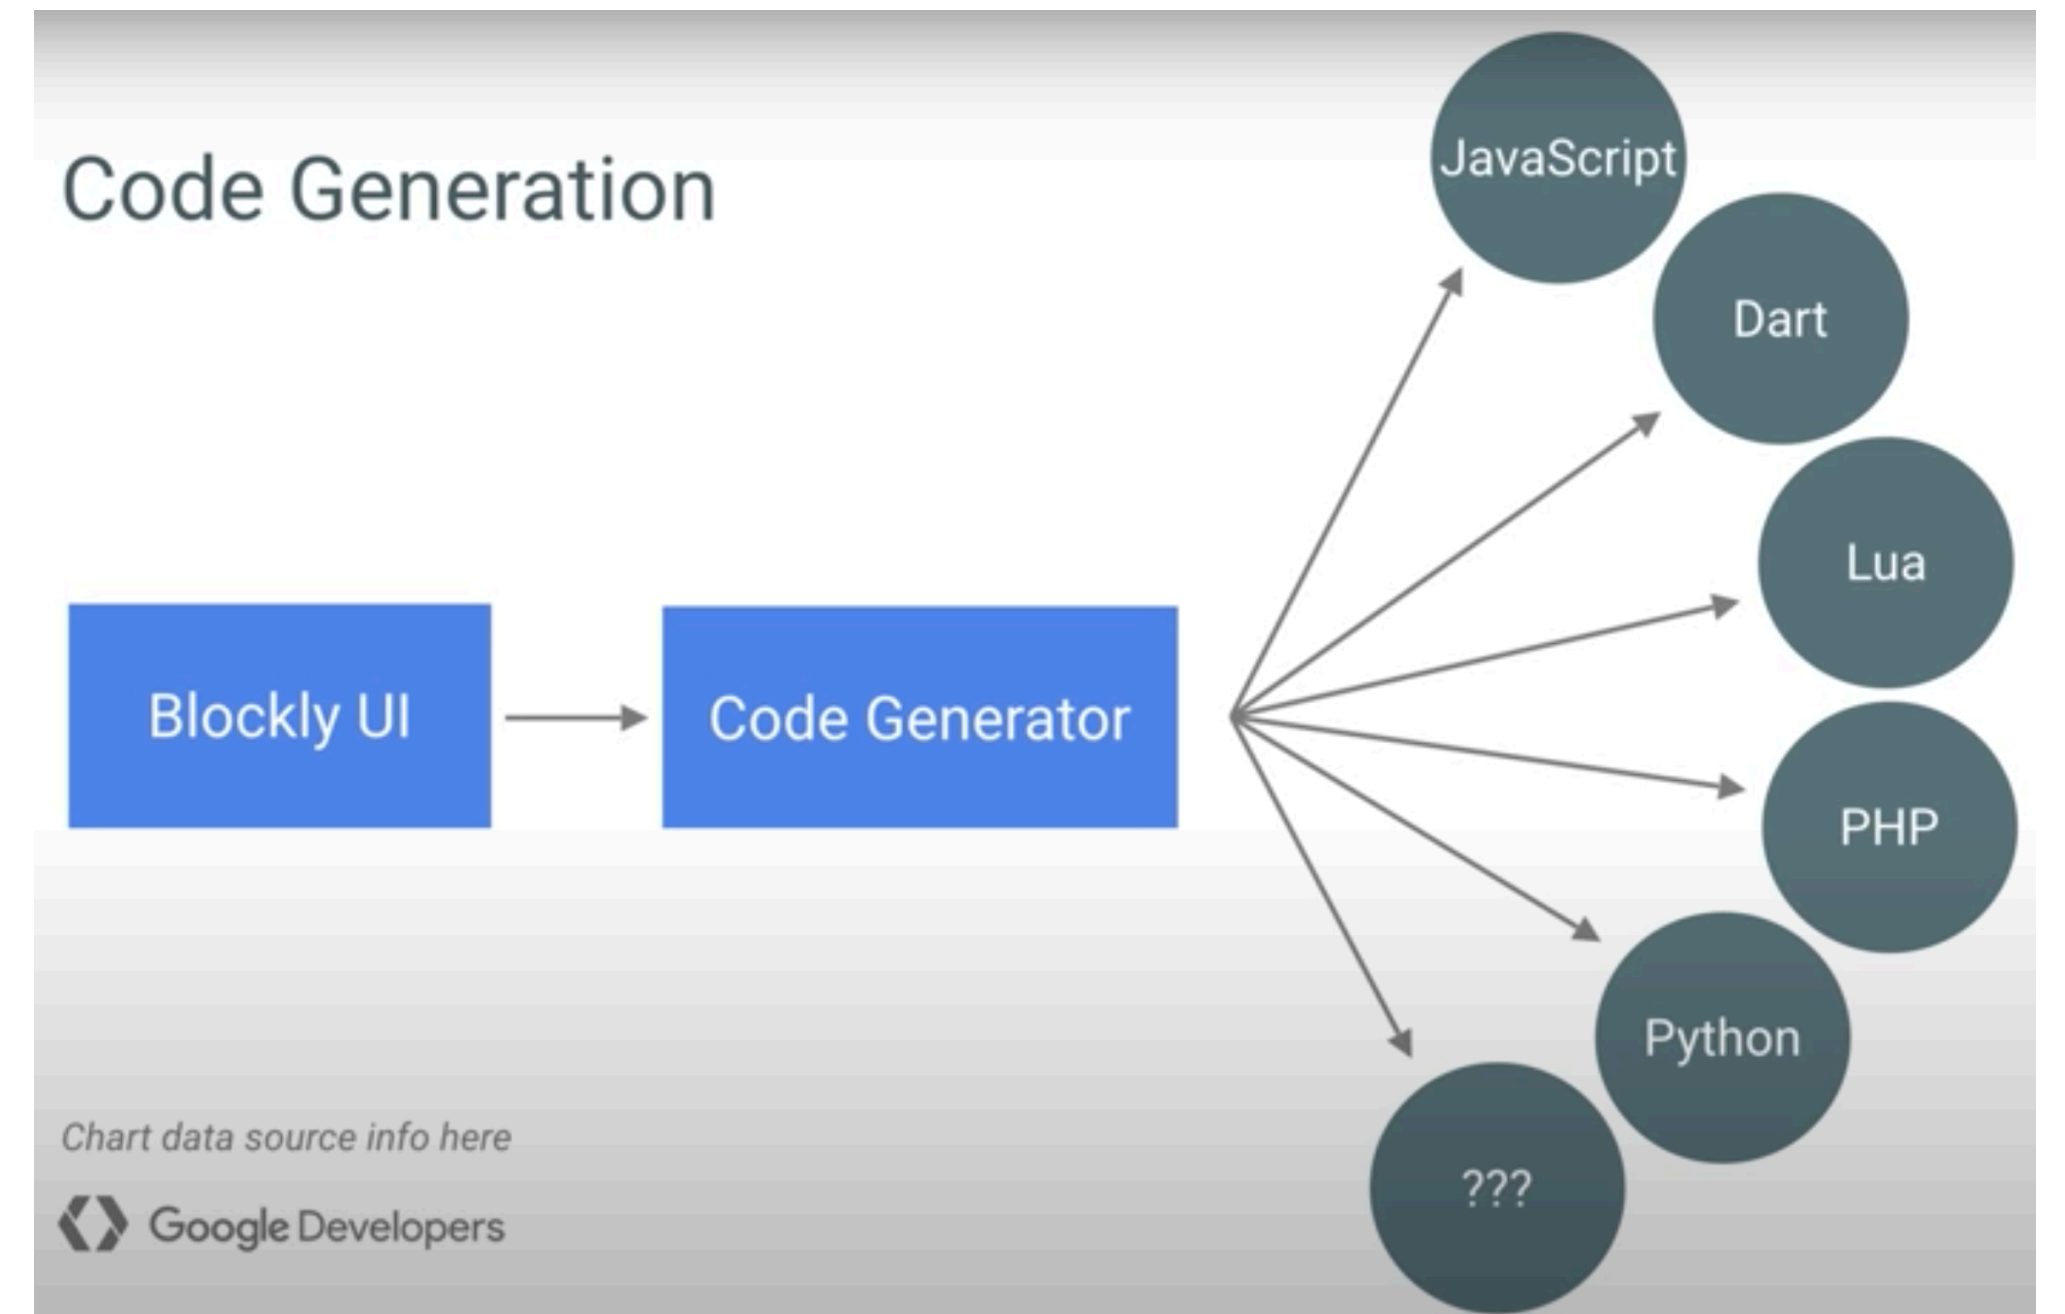 Code Generation
JavaScript
Dart
Lua
Blockly UI
Code Generator
PHP
Python
???
Chart data source info here
Google Developers